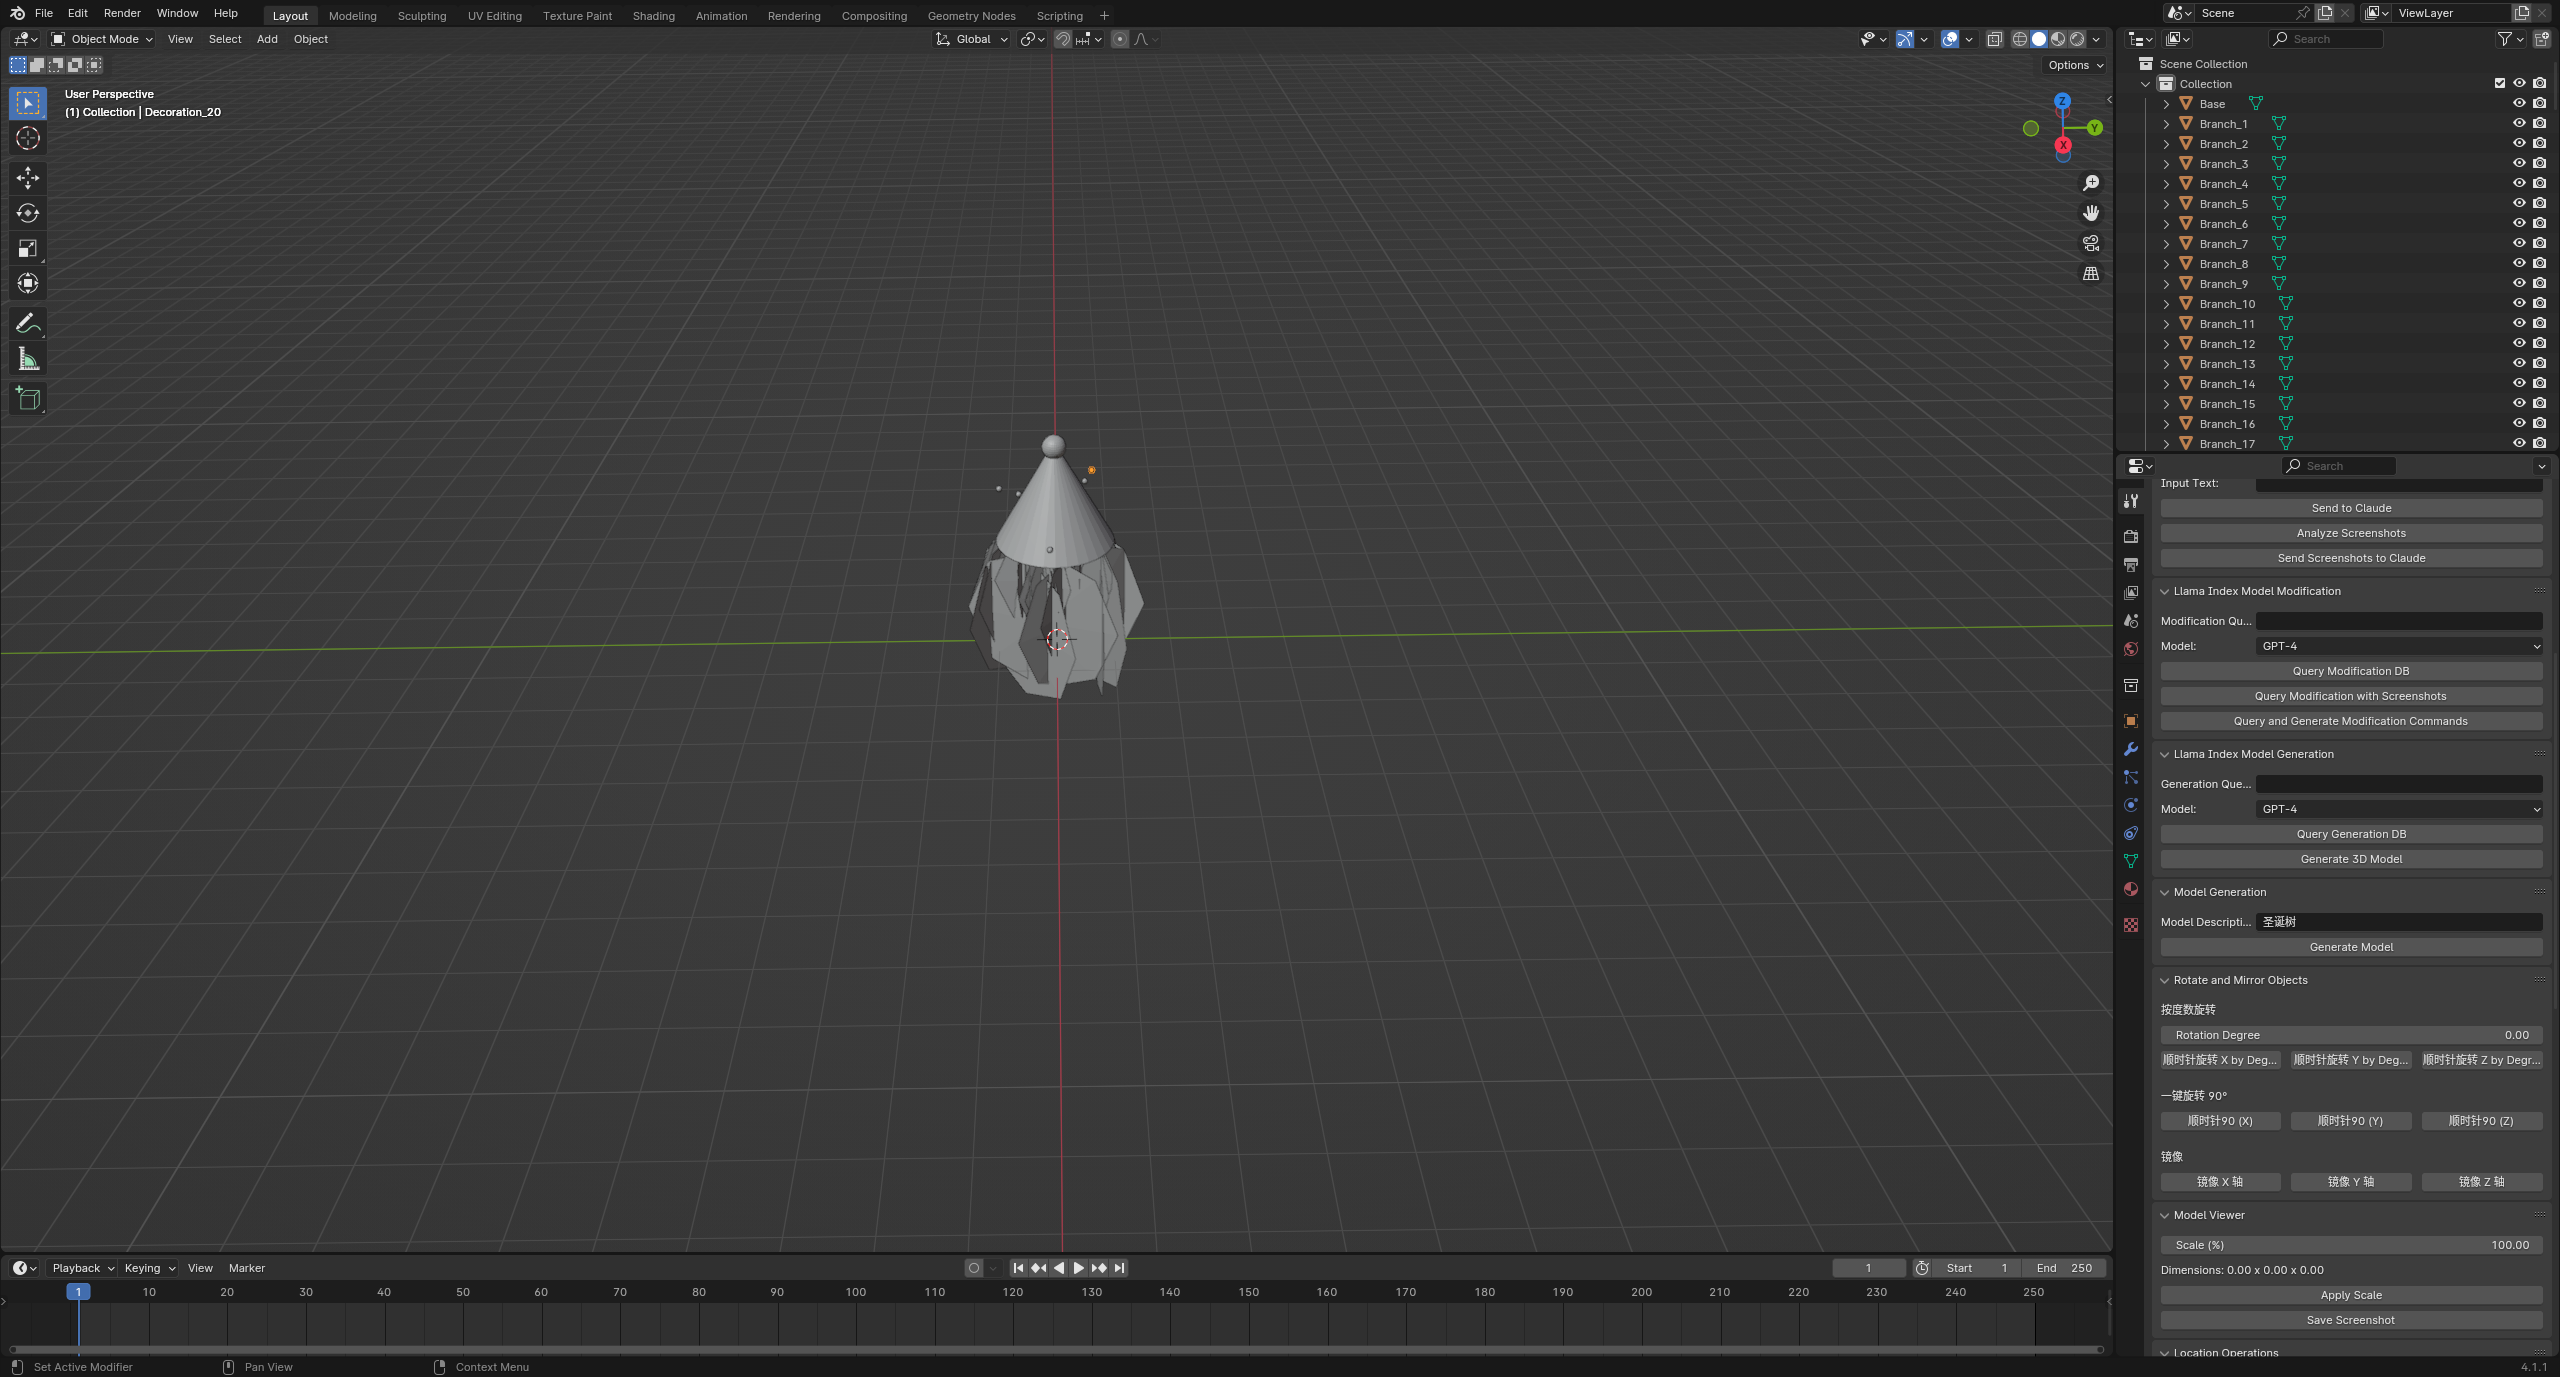 File Edit Render Window Help Layout Modeling Sculpting UV Editing Texture Paint Shading Animation Rendering Compositing Geometry Nodes Scripting + Scene ViewLayer
Object Mode View Select Add Object Global Search
Options
User Perspective
(1) Collection | Decoration_20
Z
Y
X
Scene Collection
Collection
Base
Branch_1
Branch_2
Branch_3
Branch_4
Branch_5
Branch_6
Branch_7
Branch_8
Branch_9
Branch_10
Branch_11
Branch_12
Branch_13
Branch_14
Branch_15
Branch_16
Branch_17
Search
Input Text:
Send to Claude
Analyze Screenshots
Send Screenshots to Claude
Llama Index Model Modification
Modification Qu...
Model: GPT-4
Query Modification DB
Query Modification with Screenshots
Query and Generate Modification Commands
Llama Index Model Generation
Generation Que...
Model: GPT-4
Query Generation DB
Generate 3D Model
Model Generation
Model Descripti... 圣诞树
Generate Model
Rotate and Mirror Objects
按度数旋转
Rotation Degree 0.00
顺时针旋转 X by Deg... 顺时针旋转 Y by Deg... 顺时针旋转 Z by Degr...
一键旋转 90°
顺时针90 (X) 顺时针90 (Y) 顺时针90 (Z)
镜像
镜像 X 轴 镜像 Y 轴 镜像 Z 轴
Model Viewer
Scale (%) 100.00
Dimensions: 0.00 x 0.00 x 0.00
Apply Scale
Save Screenshot
Location Operations
Playback Keying View Marker 1 Start 1 End 250
1 10 20 30 40 50 60 70 80 90 100 110 120 130 140 150 160 170 180 190 200 210 220 230 240 250
Set Active Modifier Pan View Context Menu 4.1.1